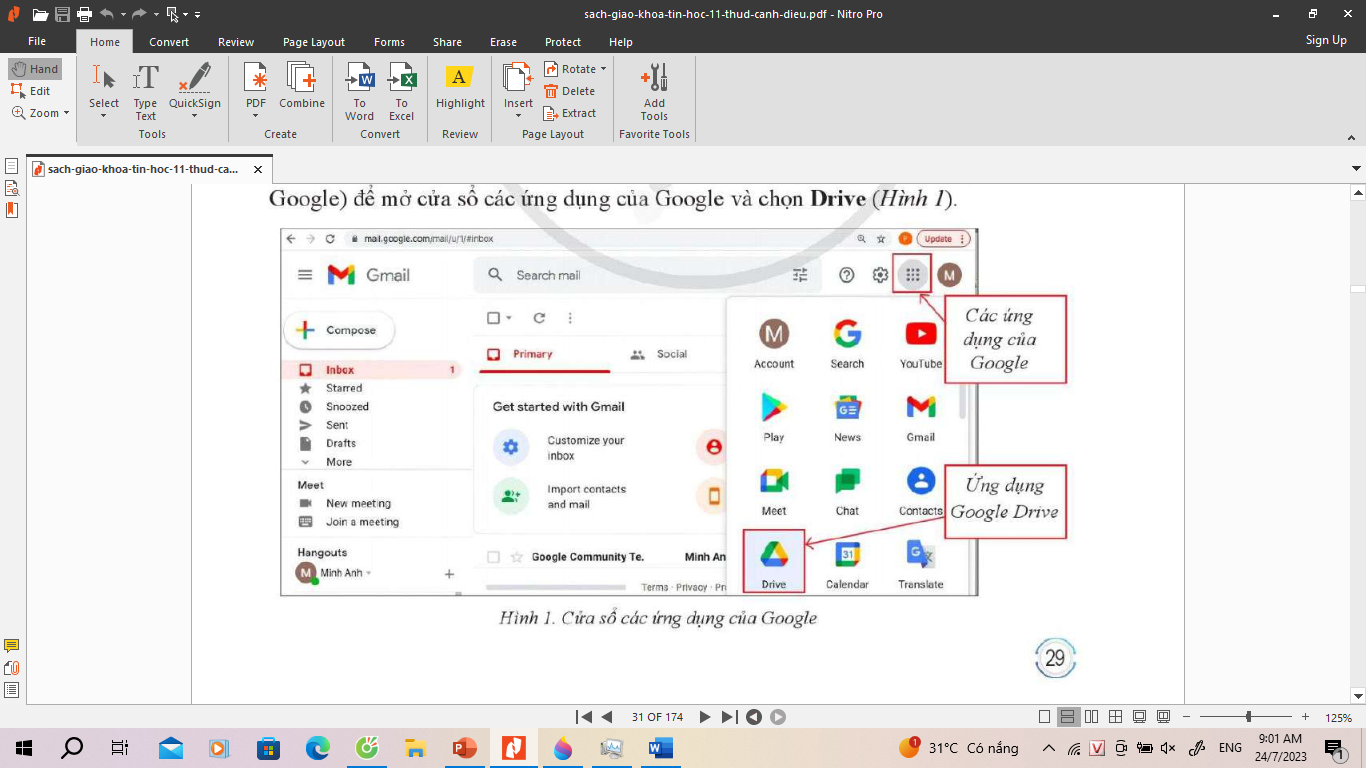 sach-giao-khoa-tin-hoc-11-thud-canh-dieu.pdf - Nitro Pro
File
Home
Convert
Review
Page Layout
Forms
Share
Erase
Protect
Help
Sign Up
Hand
Edit
Zoom
Select
Type
Text
QuickSign
Tools
PDF
Combine
Create
To
Word
To
Excel
Convert
Highlight
Review
Insert
Rotate
Delete
Extract
Page Layout
Add
Tools
Favorite Tools
sach-giao-khoa-tin-hoc-11-thud-ca...
Google) để mở cửa sổ các ứng dụng của Google và chọn Drive (Hình 1).
mail.google.com/mail/u/1/#inbox
P
Update
Gmail
Search mail
M
Compose
Inbox 1
Starred
Snoozed
Sent
Drafts
More
Meet
New meeting
Join a meeting
Hangouts
M Minh Anh
Primary
Social
Get started with Gmail
Customize your
inbox
Import contacts
and mail
Google Community Te. Minh An
Terms · Privacy · Pr
M
Account
Search
YouTube
Play
News
Gmail
Meet
Chat
Contacts
Drive
31
Calendar
Translate
Các ứng
dụng của
Google
Ứng dụng
Google Drive
Hình 1. Cửa sổ các ứng dụng của Google
29
31 OF 174
125%
1
31°C Có nắng
V
ENG
9:01 AM
24/7/2023
1